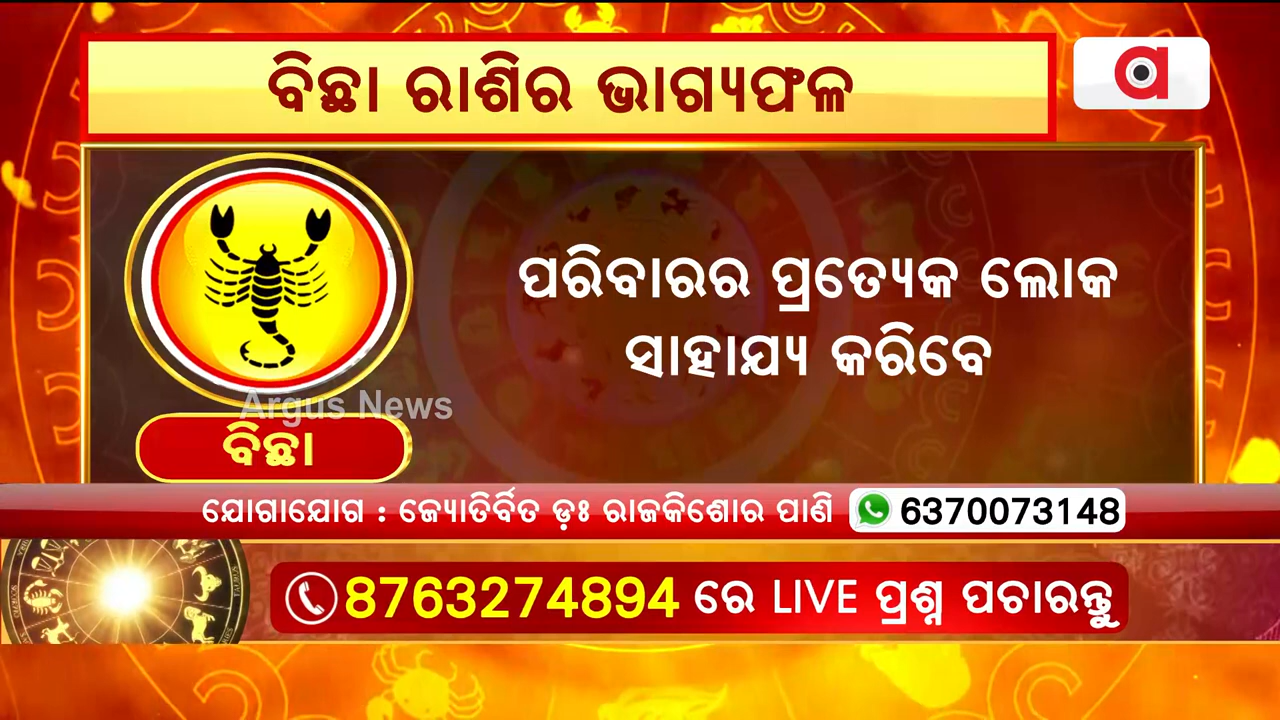 ବିଛା ରାଶିର ଭାଗ୍ୟଫଳ
ପରିବାରର ପ୍ରତ୍ୟେକ ଲୋକ
ସାହାଯ୍ୟ କରିବେ
Argus News
ବିଛା
ଯୋଗାଯୋଗ : ଜ୍ୟୋତିର୍ବିତ ଡ଼ଃ ରାଜକିଶୋର ପାଣି 6370073148
8763274894 ରେ LIVE ପ୍ରଶ୍ନ ପଚାରନ୍ତୁ